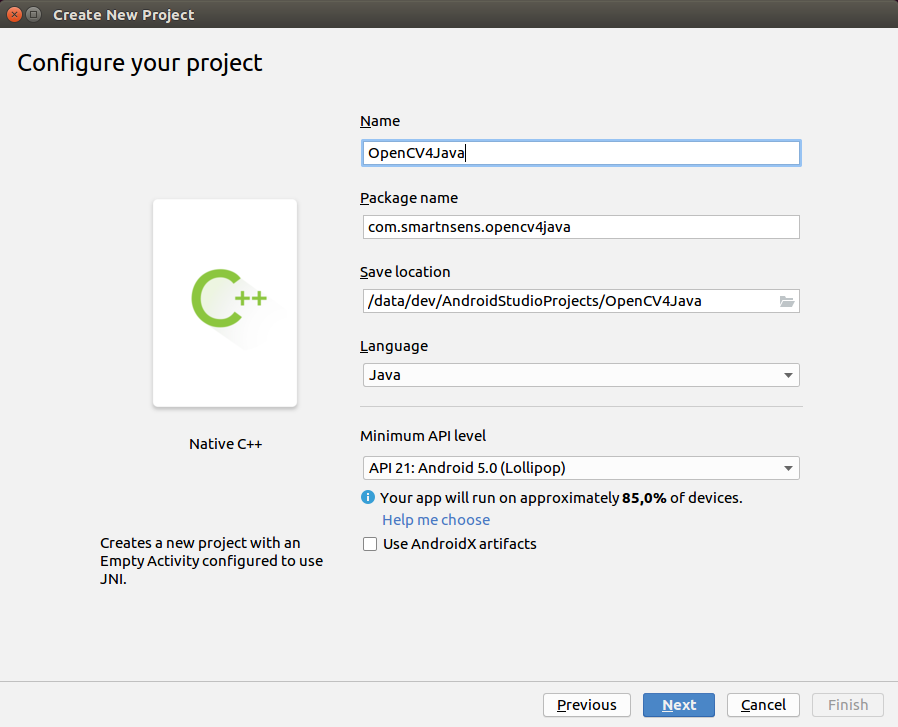 Create New Project
Configure your project
Name
OpenCV4Java
Package name
com.smartnsens.opencv4java
Save location
/data/dev/AndroidStudioProjects/OpenCV4Java
Language
Java
C++
Native C++
Minimum API level
API 21: Android 5.0 (Lollipop)
Your app will run on approximately 85,0% of devices.
Help me choose
Use AndroidX artifacts
Creates a new project with an
Empty Activity configured to use
JNI.
Previous
Next
Cancel
Finish